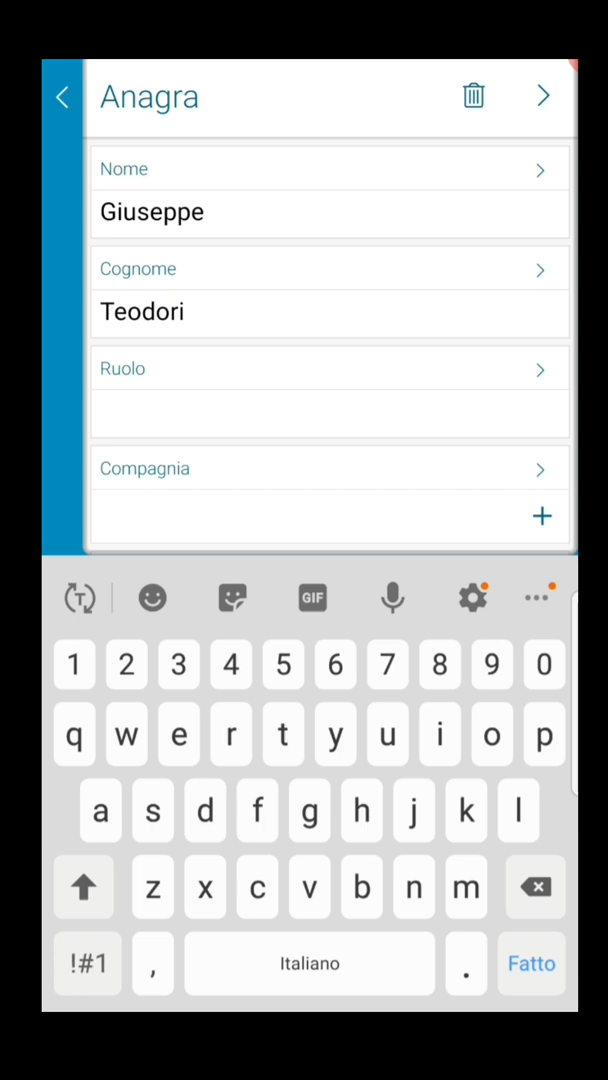 Anagra
Nome
Giuseppe
Cognome
Teodori
Ruolo
Compagnia
T
GIF
1 2 3 4 5 6 7 8 9 0
q w e r t y u i o p
a s d f g h j k l
z x c v b n m
!#1 , Italiano . Fatto